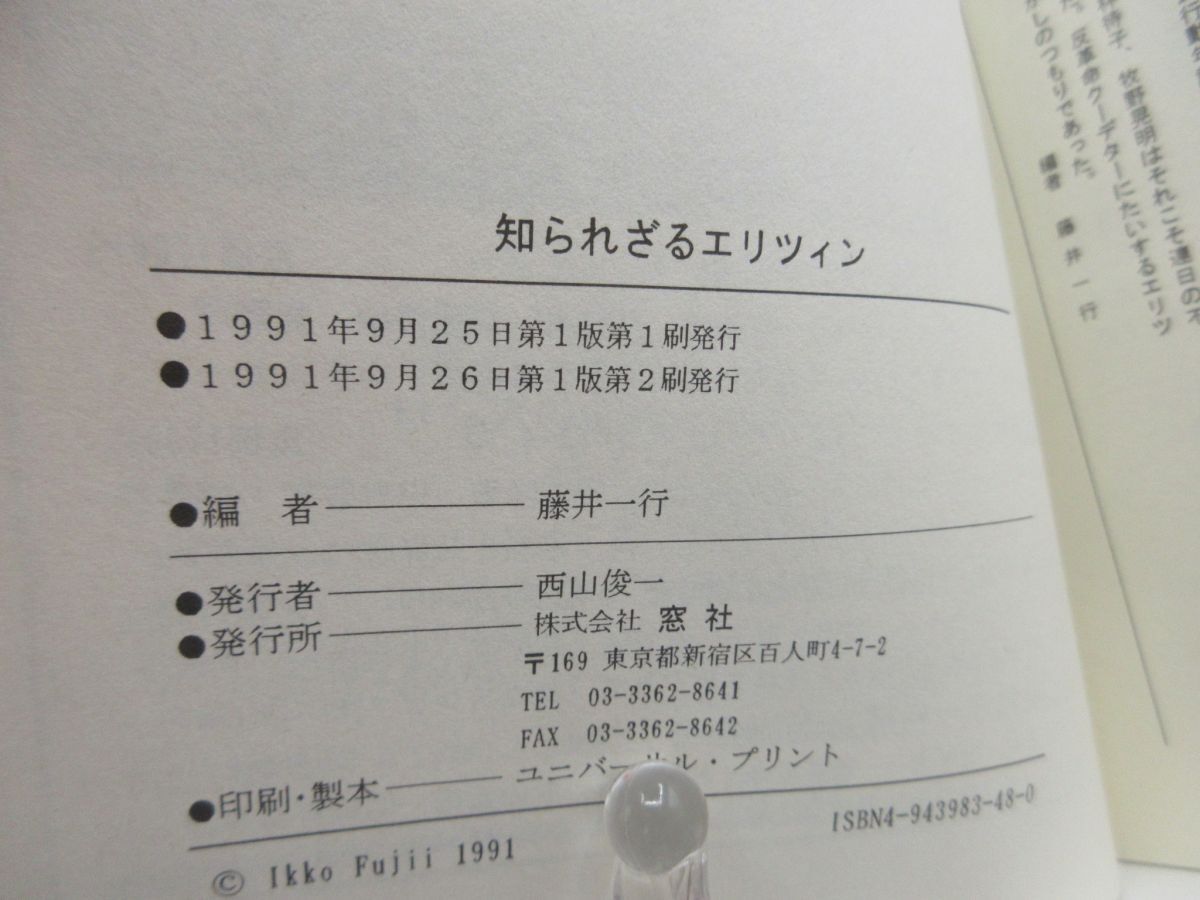 知られざるエリツィン
●1991年9月25日第1版第1刷発行
●1991年9月26日第1版第2刷発行
●編　者――――藤井一行
●発行者――――西山俊一
●発行所――――株式会社 窓社
〒169 東京都新宿区百人町4-7-2
TEL 03-3362-8641
FAX 03-3362-8642
●印刷・製本――――ユニバーサル・プリント
ISBN4-943983-48-0
© Ikko Fujii 1991
牧野晃明はそれこそ連日の
反革命クーデターにたいするエリツ
しのつもりであった。
編者　藤井一行